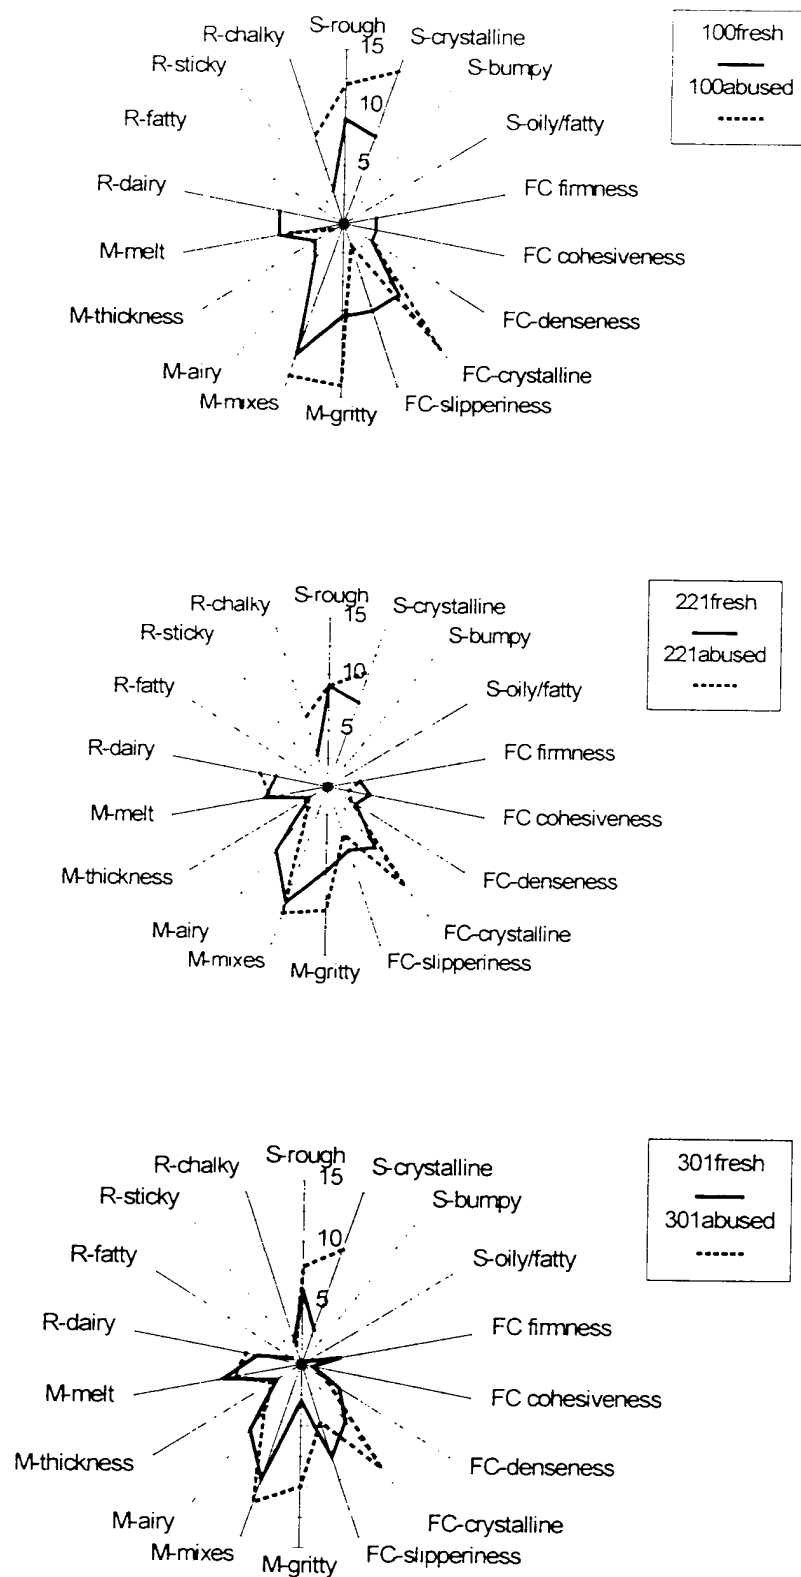 S-rough
15
R-chalky
S-crystalline
R-sticky
S-bumpy
10
R-fatty
S-oily/fatty
5
R-dairy
FC firmness
M-melt
FC cohesiveness
M-thickness
FC-denseness
M-airy
FC-crystalline
M-mixes
FC-slipperiness
M-gritty
100fresh
100abused
S-rough
15
R-chalky
S-crystalline
R-sticky
S-bumpy
10
R-fatty
S-oily/fatty
5
R-dairy
FC firmness
M-melt
FC cohesiveness
M-thickness
FC-denseness
M-airy
FC-crystalline
M-mixes
FC-slipperiness
M-gritty
221fresh
221abused
S-rough
15
R-chalky
S-crystalline
R-sticky
S-bumpy
10
R-fatty
S-oily/fatty
5
R-dairy
FC firmness
M-melt
FC cohesiveness
M-thickness
FC-denseness
M-airy
FC-crystalline
M-mixes
FC-slipperiness
M-gritty
301fresh
301abused